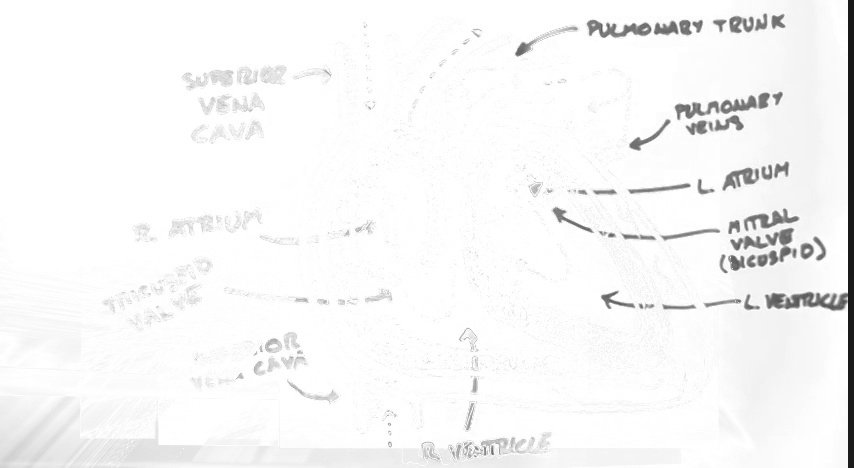 PULMONARY TRUNK
SUPERIOR
VENA
CAVA
PULMONARY
VEINS
L. ATRIUM
R. ATRIUM
MITRAL
VALVE
(BICUSPID)
TRICUSPID
VALVE
L. VENTRICLE
INFERIOR
VENA CAVA
R. VENTRICLE